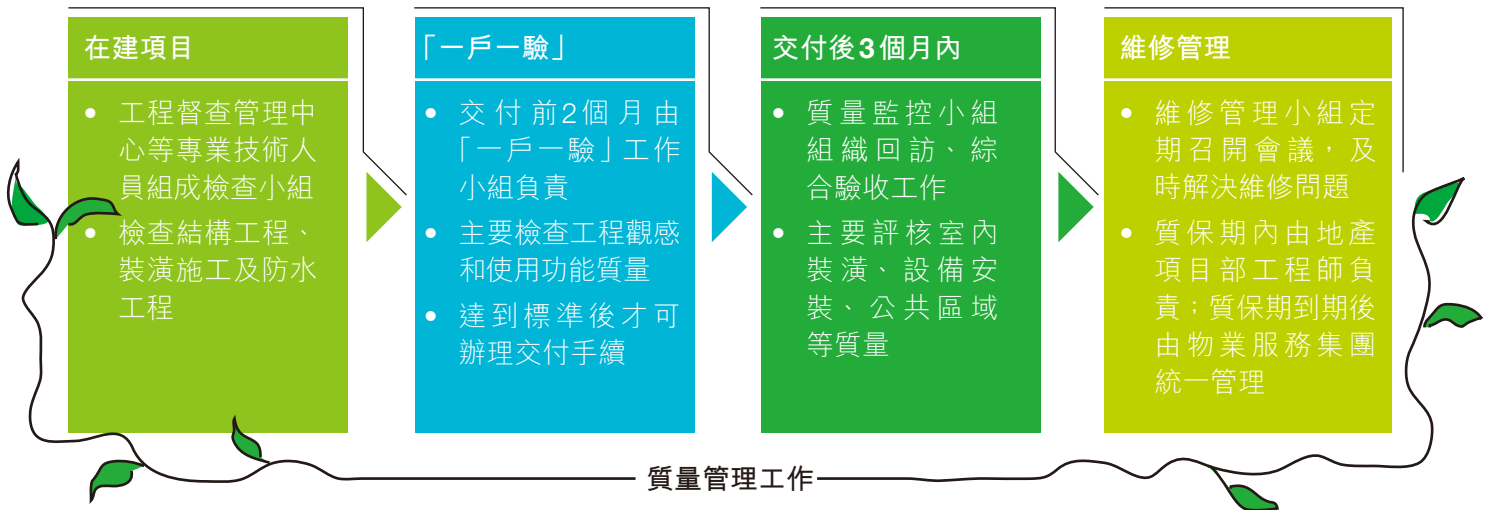 在建項目
• 工程督查管理中
心等專業技術人
員組成檢查小組
• 檢查結構工程、
裝潢施工及防水
工程
「一戶一驗」
• 交付前2個月由
「一戶一驗」工作
小組負責
• 主要檢查工程觀感
和使用功能質量
• 達到標準後才可
辦理交付手續
交付後3個月內
• 質量監控小組
組織回訪、綜
合驗收工作
• 主要評核室內
裝潢、設備安
裝、公共區域
等質量
維修管理
• 維修管理小組定
期召開會議，及
時解決維修問題
• 質保期內由地產
項目部工程師負
責；質保期到期後
由物業服務集團
統一管理
質量管理工作